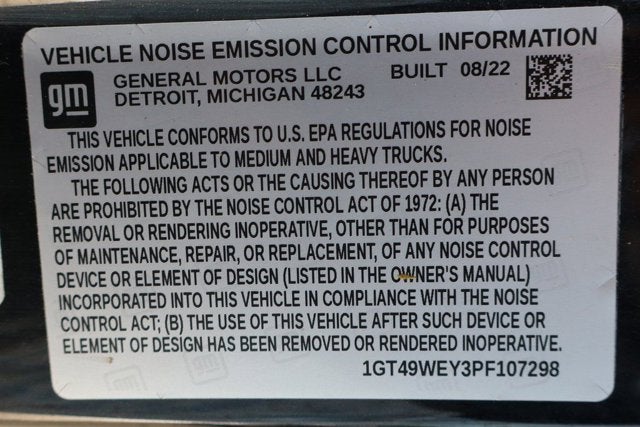 VEHICLE NOISE EMISSION CONTROL INFORMATION
gm
GENERAL MOTORS LLC BUILT 08/22
DETROIT, MICHIGAN 48243
THIS VEHICLE CONFORMS TO U.S. EPA REGULATIONS FOR NOISE
EMISSION APPLICABLE TO MEDIUM AND HEAVY TRUCKS.
THE FOLLOWING ACTS OR THE CAUSING THEREOF BY ANY PERSON
ARE PROHIBITED BY THE NOISE CONTROL ACT OF 1972: (A) THE
REMOVAL OR RENDERING INOPERATIVE, OTHER THAN FOR PURPOSES
OF MAINTENANCE, REPAIR, OR REPLACEMENT, OF ANY NOISE CONTROL
DEVICE OR ELEMENT OF DESIGN (LISTED IN THE OWNER'S MANUAL)
INCORPORATED INTO THIS VEHICLE IN COMPLIANCE WITH THE NOISE
CONTROL ACT; (B) THE USE OF THIS VEHICLE AFTER SUCH DEVICE OR
ELEMENT OF DESIGN HAS BEEN REMOVED OR RENDERED INOPERATIVE.
1GT49WEY3PF107298